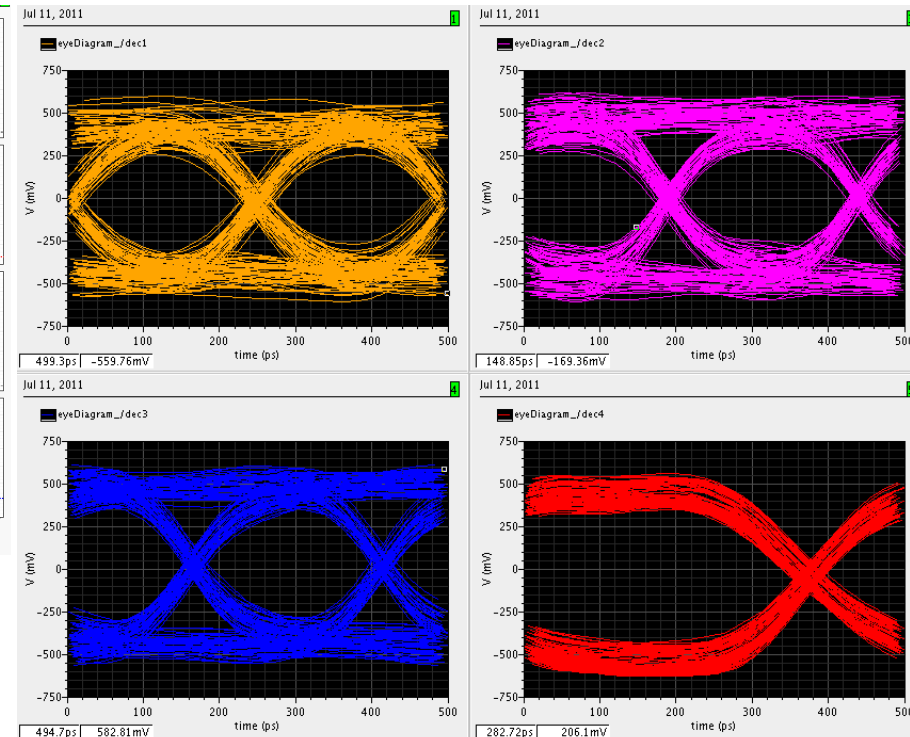 Jul 11, 2011
1
eyeDiagram_/dec1
V (mV)
750
500
250
0
-250
-500
-750
0 100 200 300 400 500
time (ps)
499.3ps -559.76mV
Jul 11, 2011
eyeDiagram_/dec2
V (mV)
750
500
250
0
-250
-500
-750
0 100 200 300 400
time (ps)
148.85ps -169.36mV
Jul 11, 2011
4
eyeDiagram_/dec3
V (mV)
750
500
250
0
-250
-500
-750
0 100 200 300 400 500
time (ps)
494.7ps 582.81mV
Jul 11, 2011
eyeDiagram_/dec4
V (mV)
750
500
250
0
-250
-500
-750
0 100 200 300 400
time (ps)
282.72ps 206.1mV